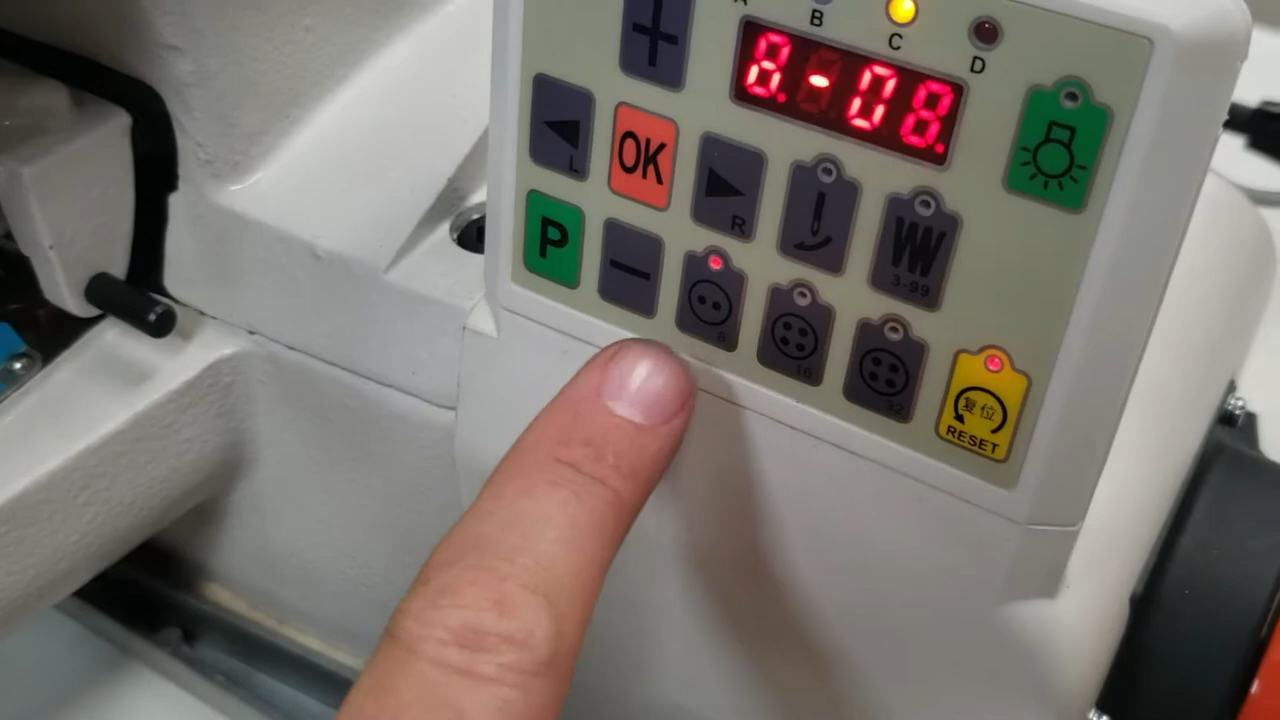 A B C D
8.-08.
L OK R
3-99
P
8 16 32
复位
RESET